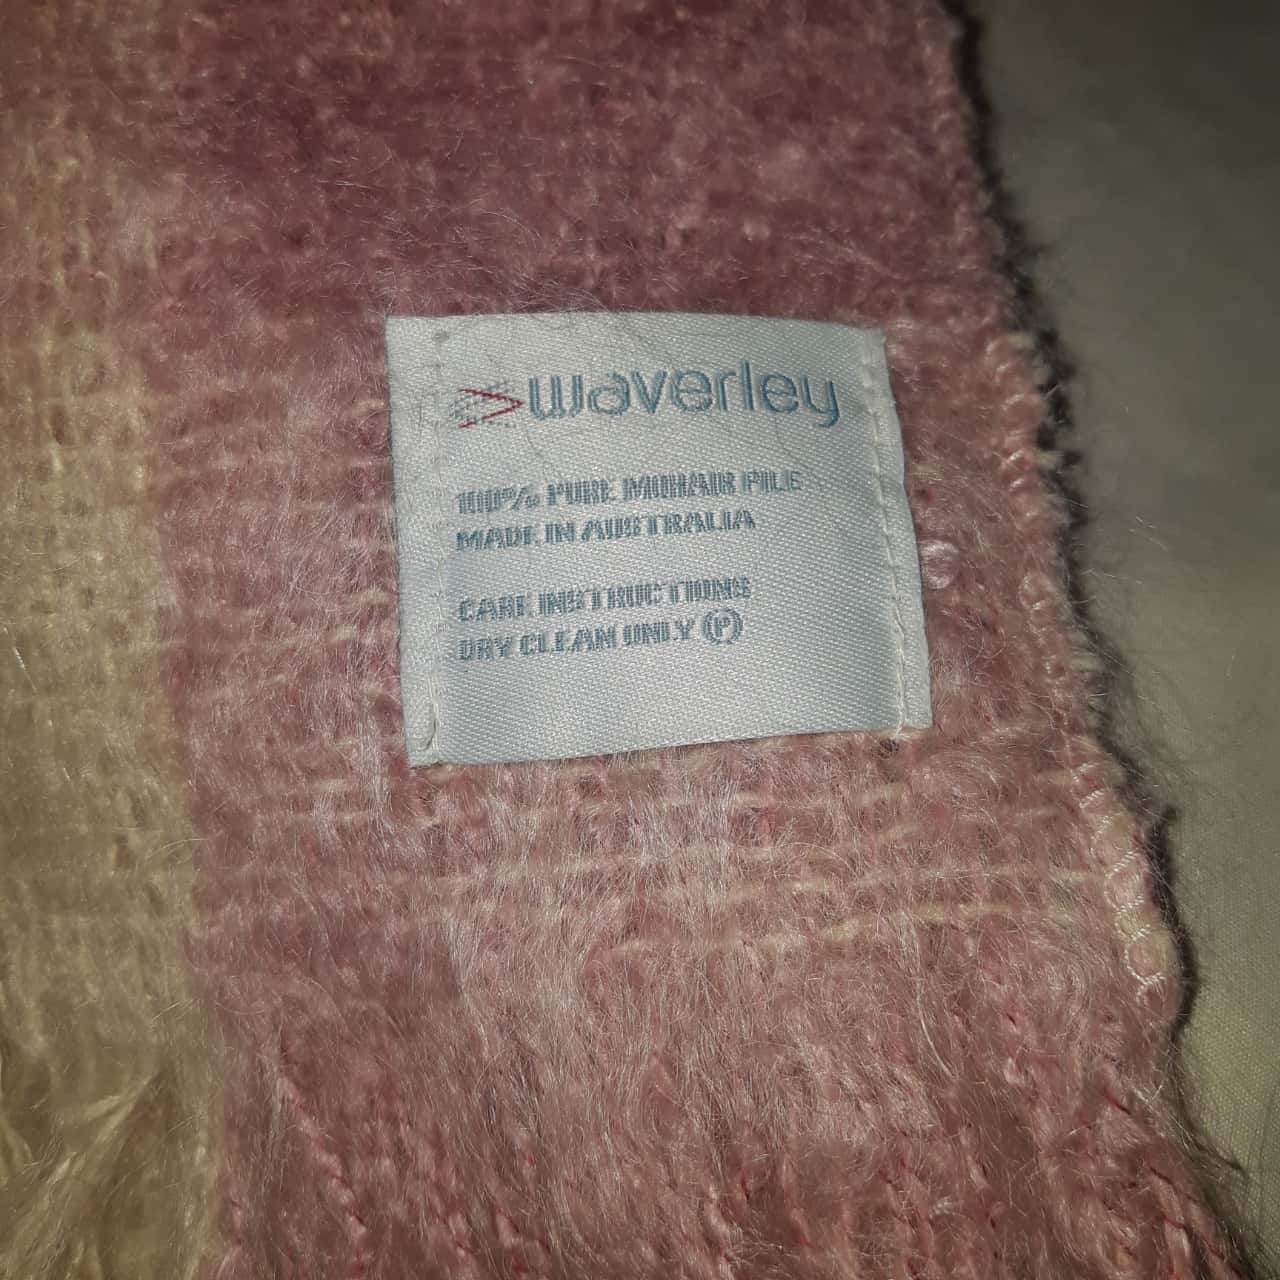 waverley
100% PURE MOHAIR PILE
MADE IN AUSTRALIA
CARE INSTRUCTIONS
DRY CLEAN ONLY Ⓟ